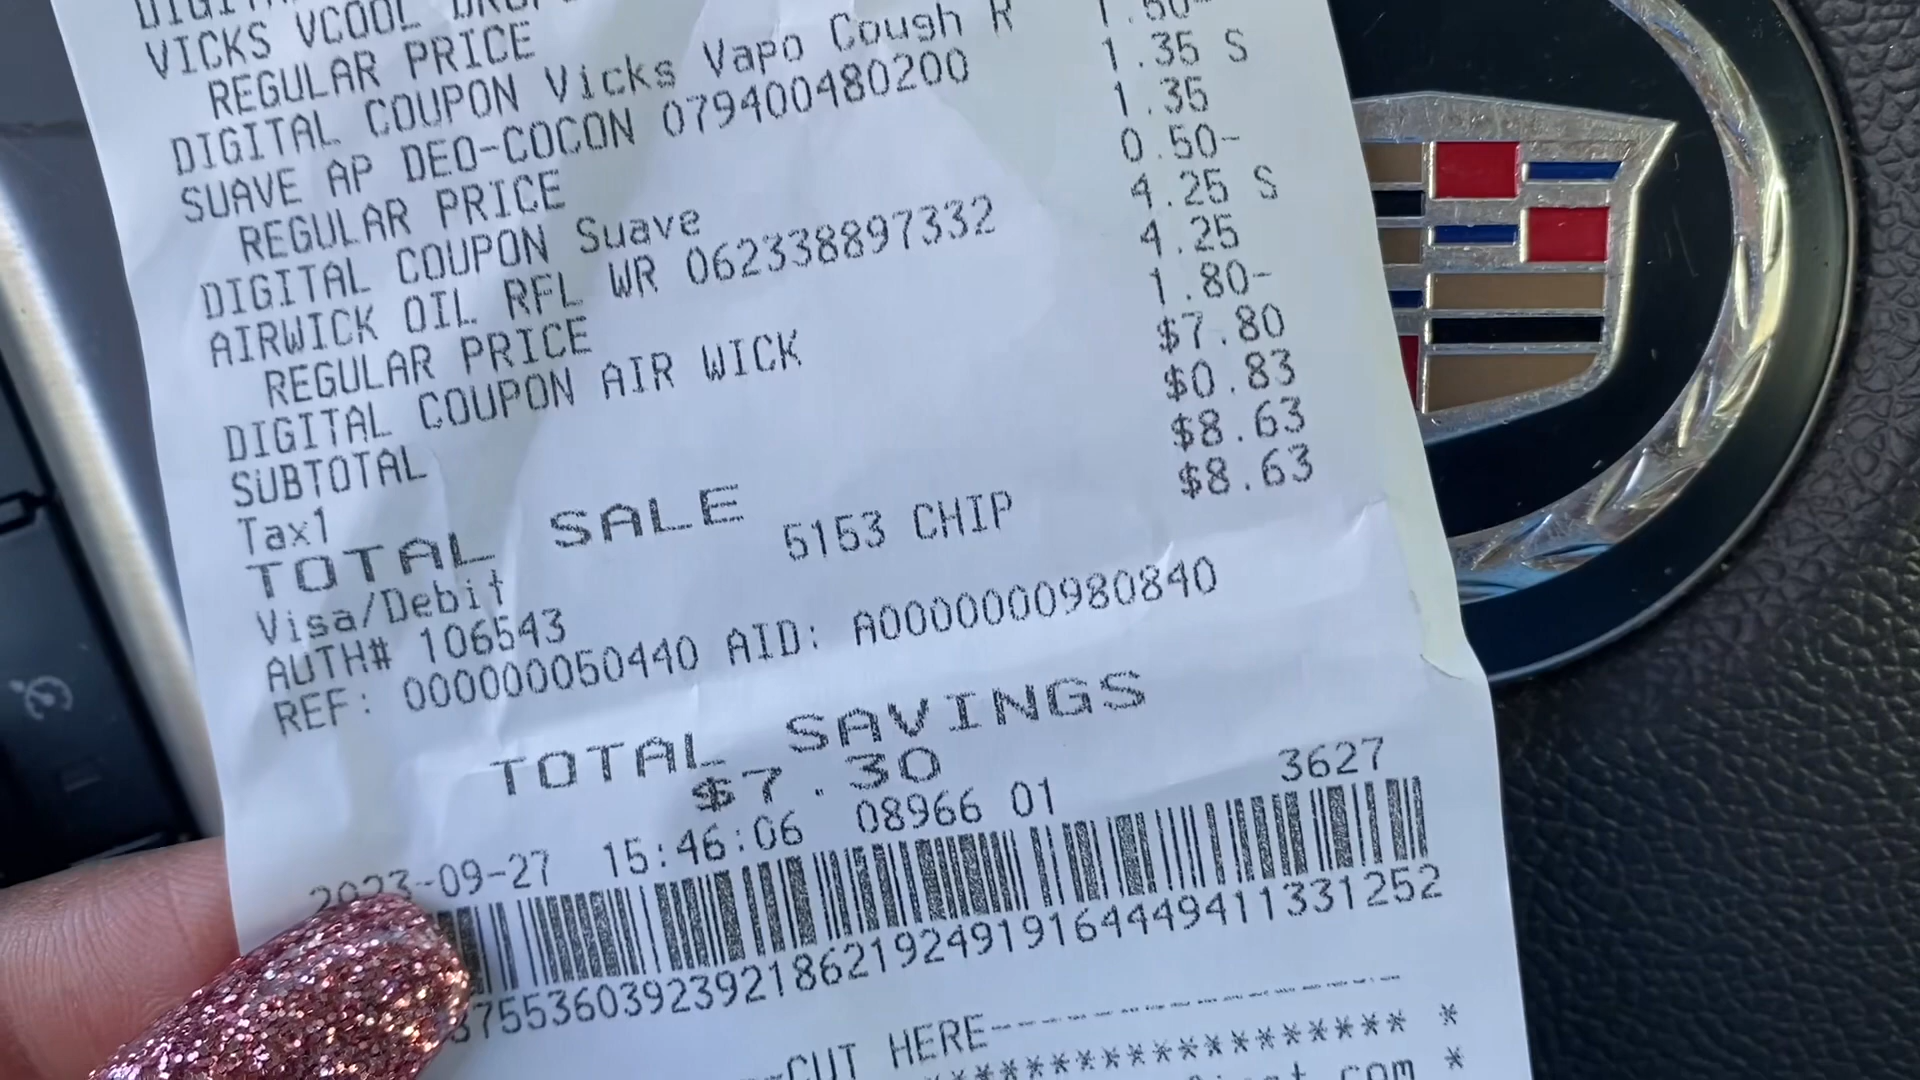 VICKS VCOOL
REGULAR PRICE
DIGITAL COUPON Vicks Vapo Cough R 1.50-
SUAVE AP DEO-COCON 079400480200 1.35 S
REGULAR PRICE 1.35
DIGITAL COUPON Suave 0.50-
AIRWICK OIL RFL WR 062338897332 4.25 S
REGULAR PRICE 4.25
DIGITAL COUPON AIR WICK 1.80-
SUBTOTAL $7.80
Tax1 $0.83
TOTAL SALE $8.63
Visa/Debit 5153 CHIP $8.63
AUTH# 106543
REF: 000000050440 AID: A0000000980840
TOTAL SAVINGS
$7.30
2023-09-27 15:46:06 08966 01 3627
75536039239218621924919164449411331252
CUT HERE